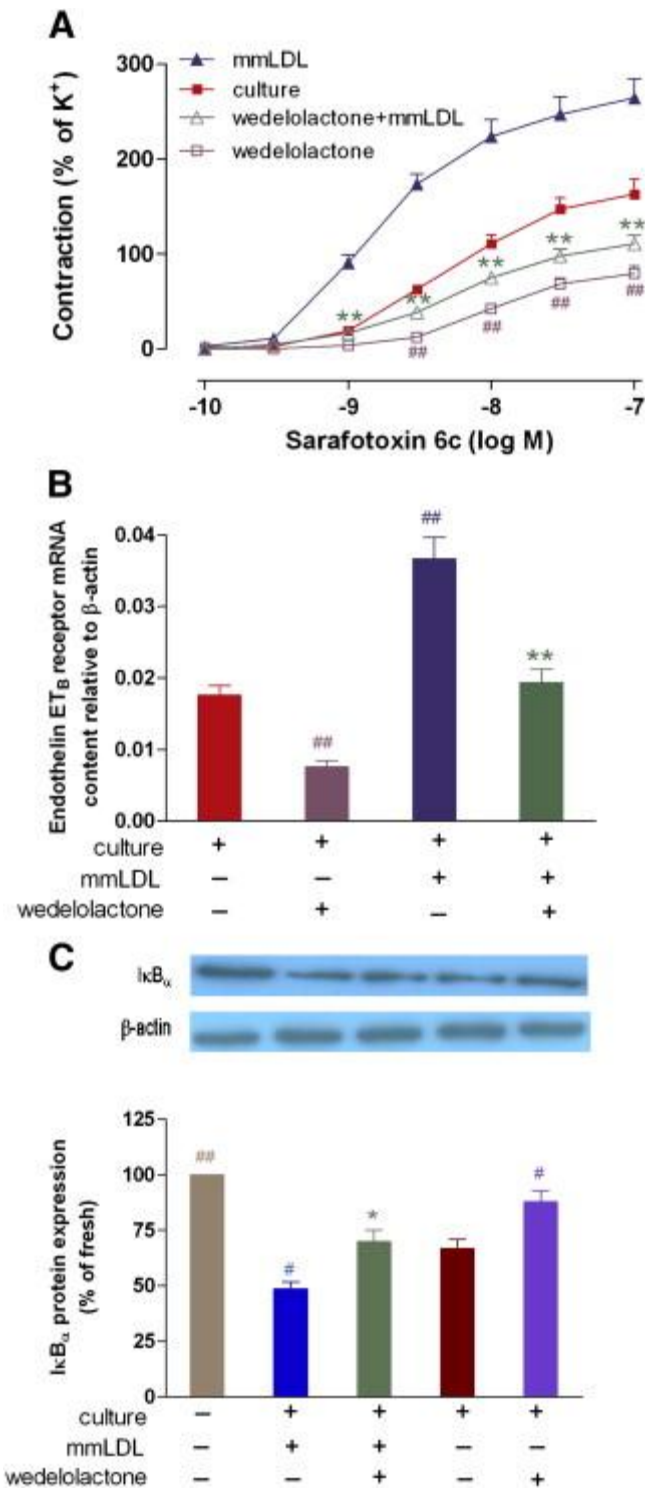 A
300
200
100
0
Contraction (% of K⁺)
mmLDL
culture
wedelolactone+mmLDL
wedelolactone
** ** ** ** **
## ## ## ##
-10 -9 -8 -7
Sarafotoxin 6c (log M)
B
Endothelin ET_B receptor mRNA
content relative to β-actin
0.04
0.03
0.02
0.01
0.00
## ## **
culture + + + +
mmLDL – – + +
wedelolactone – + – +
C
IκBα
β-actin
IκBα protein expression
(% of fresh)
125
100
75
50
25
0
## # * #
culture – + + + +
mmLDL – + + – –
wedelolactone – – + – +